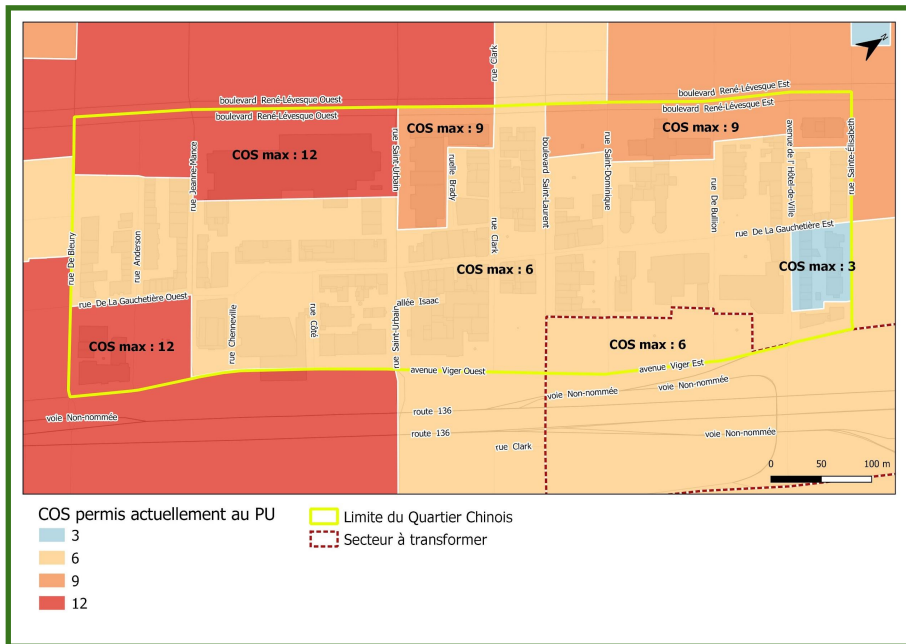 rue Clark
boulevard René-Lévesque Ouest
boulevard René-Lévesque Est
boulevard René-Lévesque Ouest
boulevard René-Lévesque Est
COS max : 12
COS max : 9
COS max : 9
rue Jeanne-Mance
rue Saint-Urbain
ruelle Brady
boulevard Saint-Laurent
rue Saint-Dominique
avenue de l' Hôtel-de-Ville
rue Sainte-Élisabeth
rue De Bleury
rue Anderson
rue Clark
rue De Bullion
rue De La Gauchetière Est
COS max : 6
COS max : 3
rue De La Gauchetière Ouest
allée Isaac
rue Chenneville
rue Côté
rue Saint-Urbain
COS max : 12
COS max : 6
avenue Viger Ouest
avenue Viger Est
voie Non-nommée
voie Non-nommée
voie Non-nommée
route 136
route 136
voie Non-nommée
rue Clark
N
0 50 100 m
COS permis actuellement au PU
3
6
9
12
Limite du Quartier Chinois
Secteur à transformer